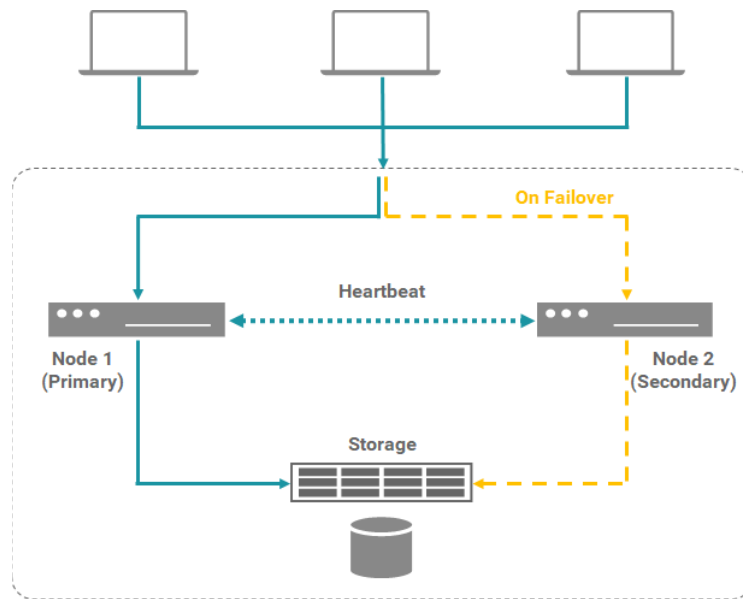 On Failover
Heartbeat
Node 1
(Primary)
Node 2
(Secondary)
Storage